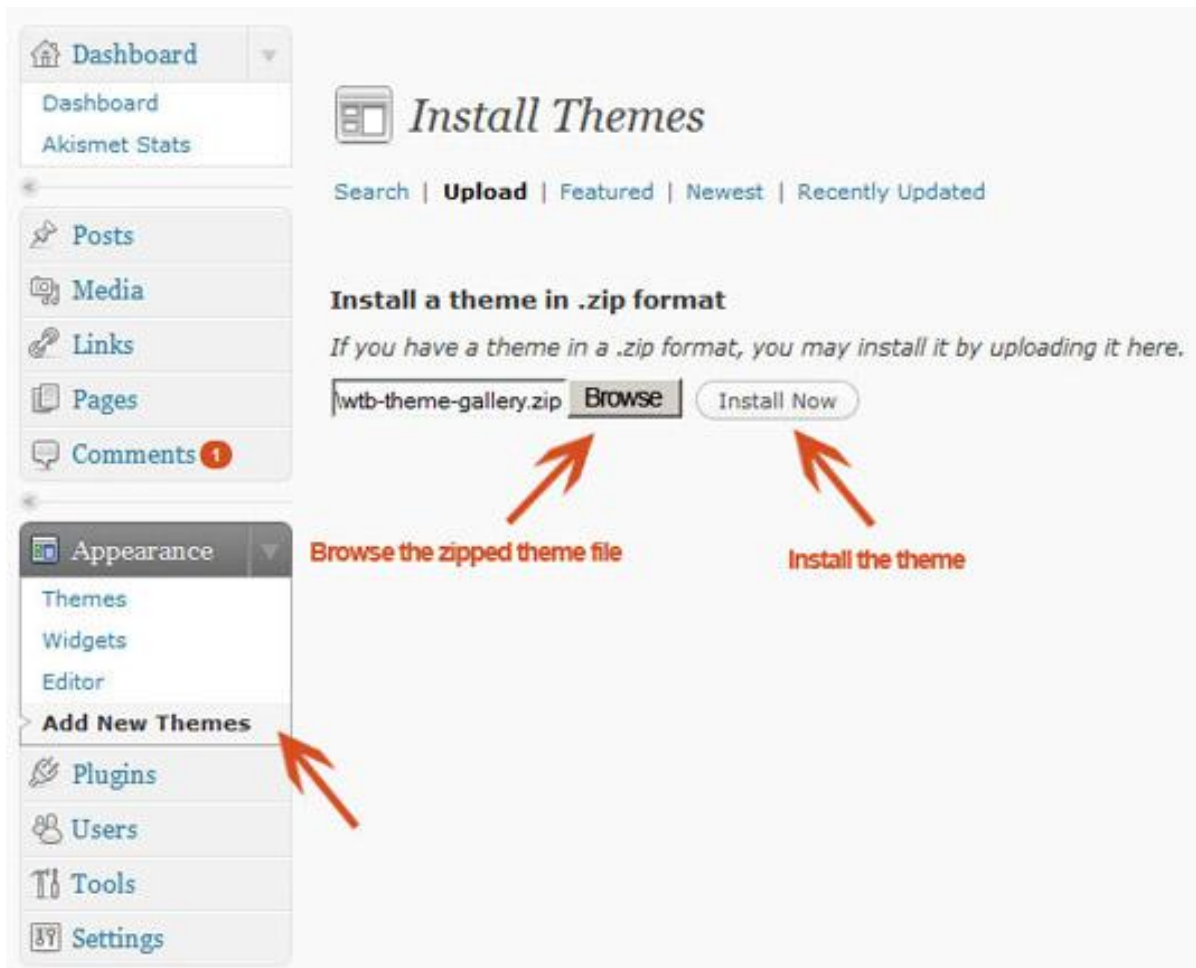 Dashboard
Dashboard
Akismet Stats
Posts
Media
Links
Pages
Comments 1
Appearance
Themes
Widgets
Editor
Add New Themes
Plugins
Users
Tools
Settings
Install Themes
Search | Upload | Featured | Newest | Recently Updated
Install a theme in .zip format
If you have a theme in a .zip format, you may install it by uploading it here.
\wtb-theme-gallery.zip Browse Install Now
Browse the zipped theme file
Install the theme